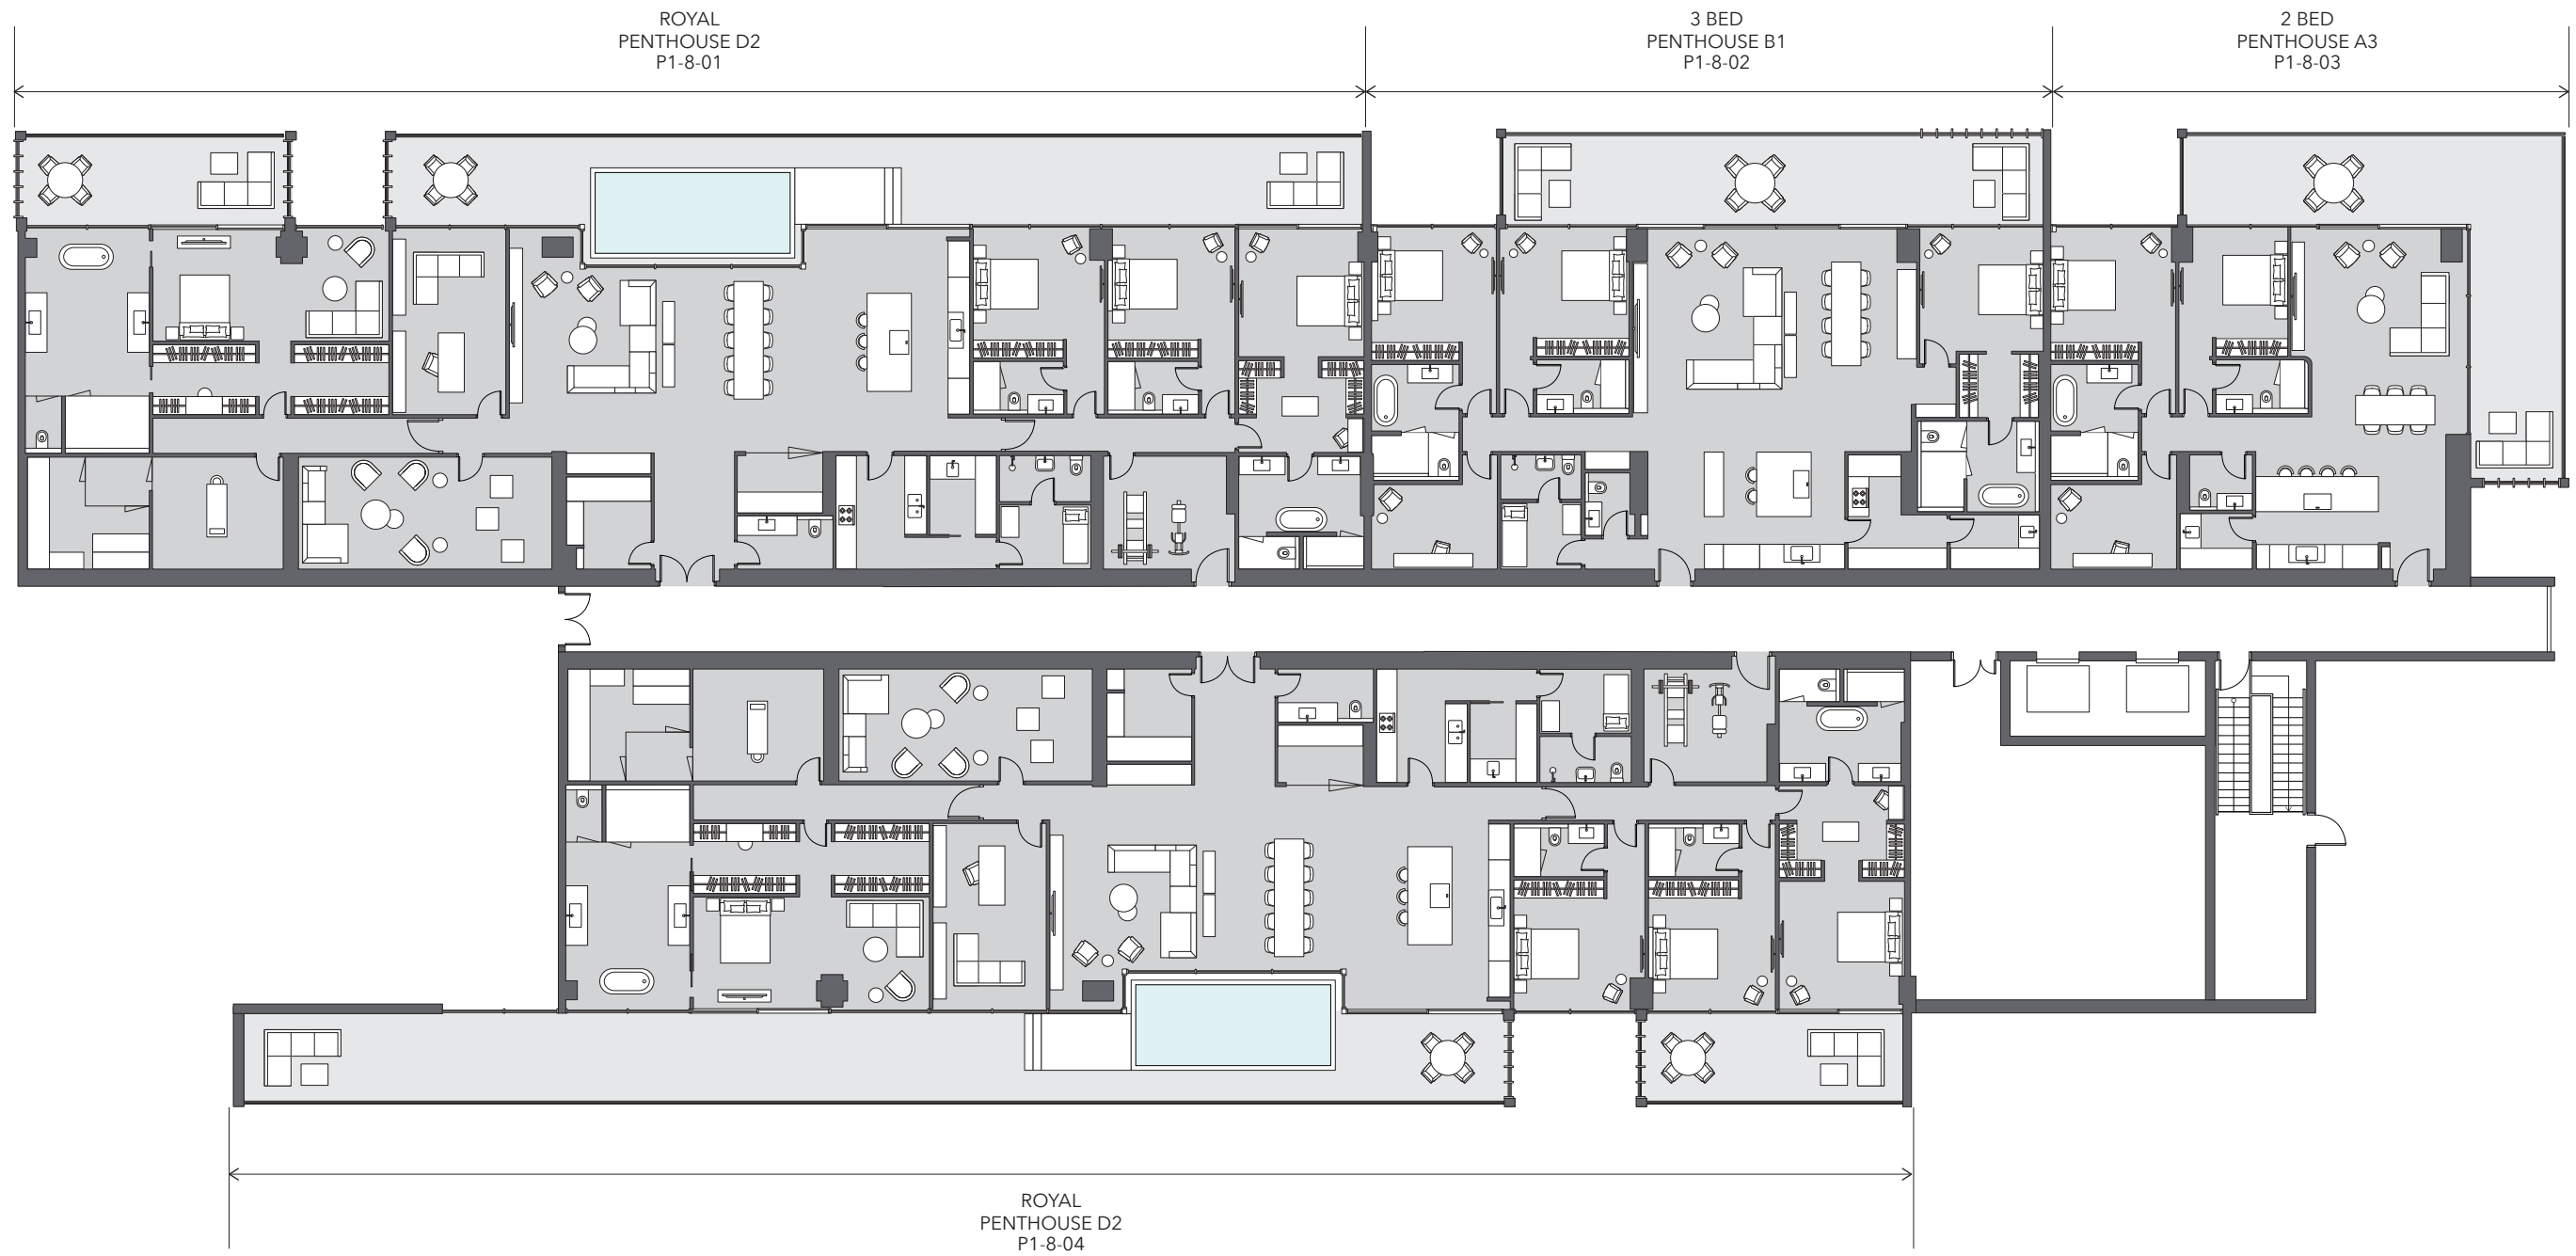 ROYAL
PENTHOUSE D2
P1-8-01
3 BED
PENTHOUSE B1
P1-8-02
2 BED
PENTHOUSE A3
P1-8-03
ROYAL
PENTHOUSE D2
P1-8-04